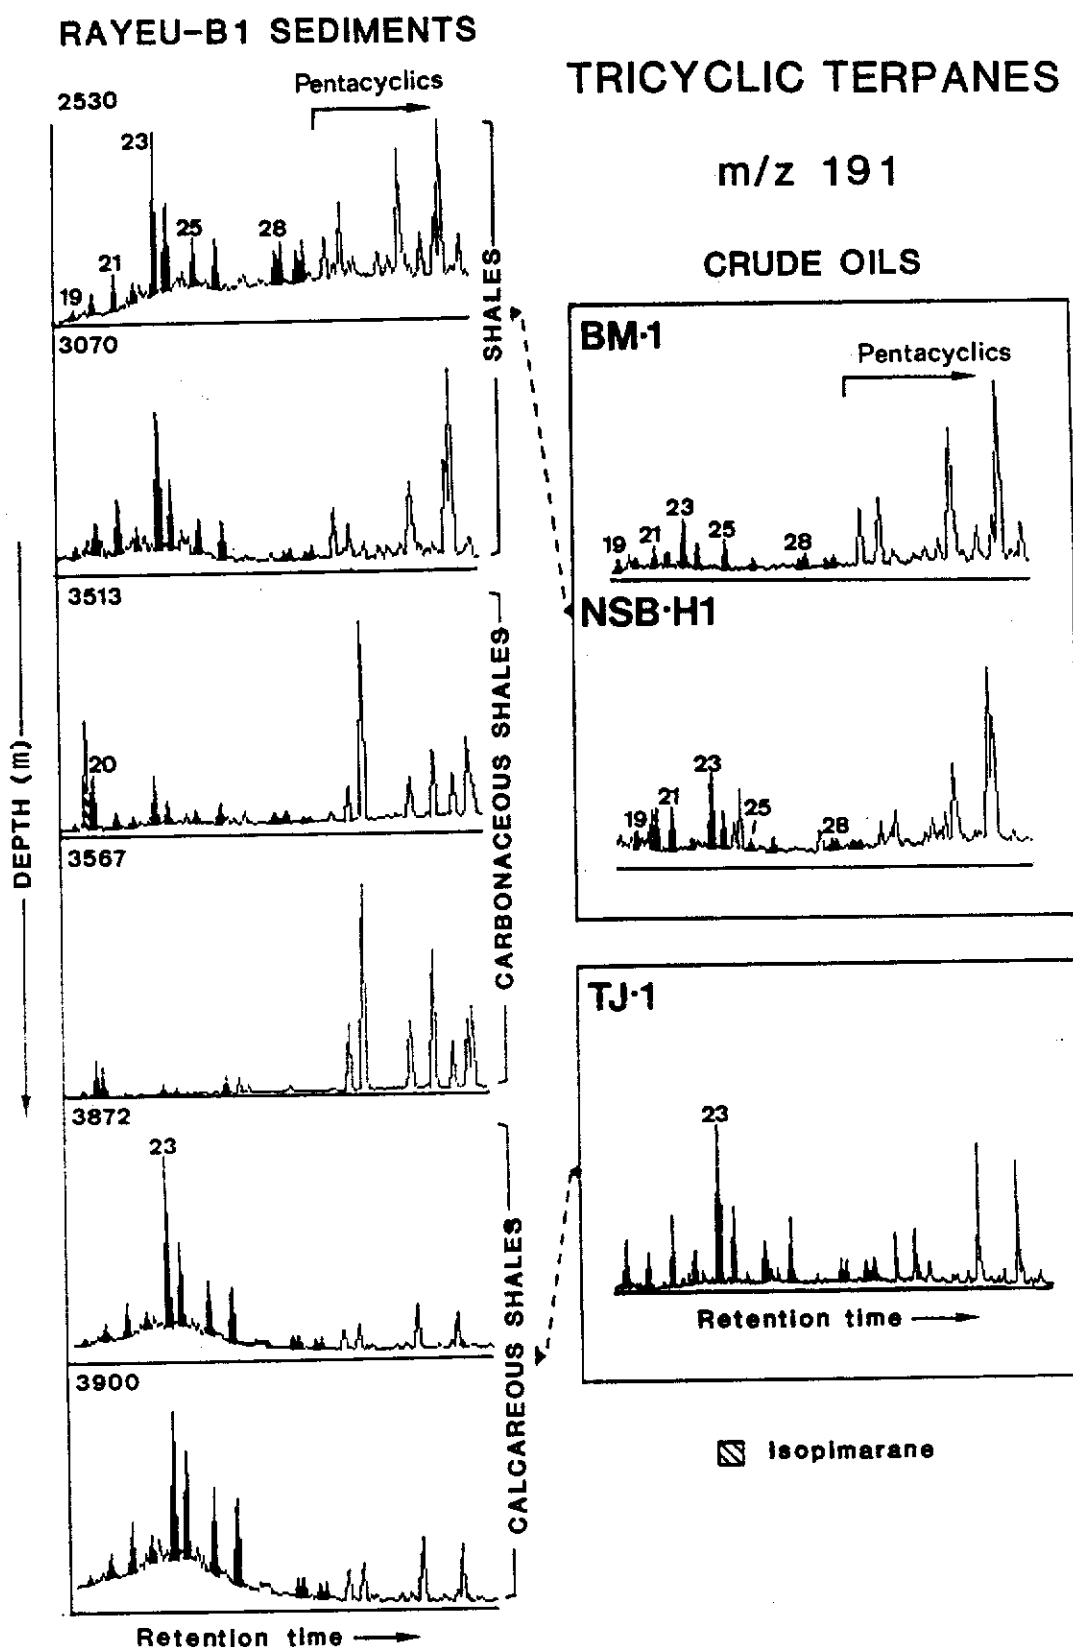 RAYEU-B1 SEDIMENTS
TRICYCLIC TERPANES
m/z 191
CRUDE OILS
Pentacyclics
2530
23
25
28
21
19
SHALES
3070
3513
20
CARBONACEOUS SHALES
3567
3872
23
CALCAREOUS SHALES
3900
DEPTH (m)
Retention time
BM·1
Pentacyclics
19
21
23
25
28
NSB·H1
19
21
23
25
28
TJ·1
23
Retention time
Isopimarane